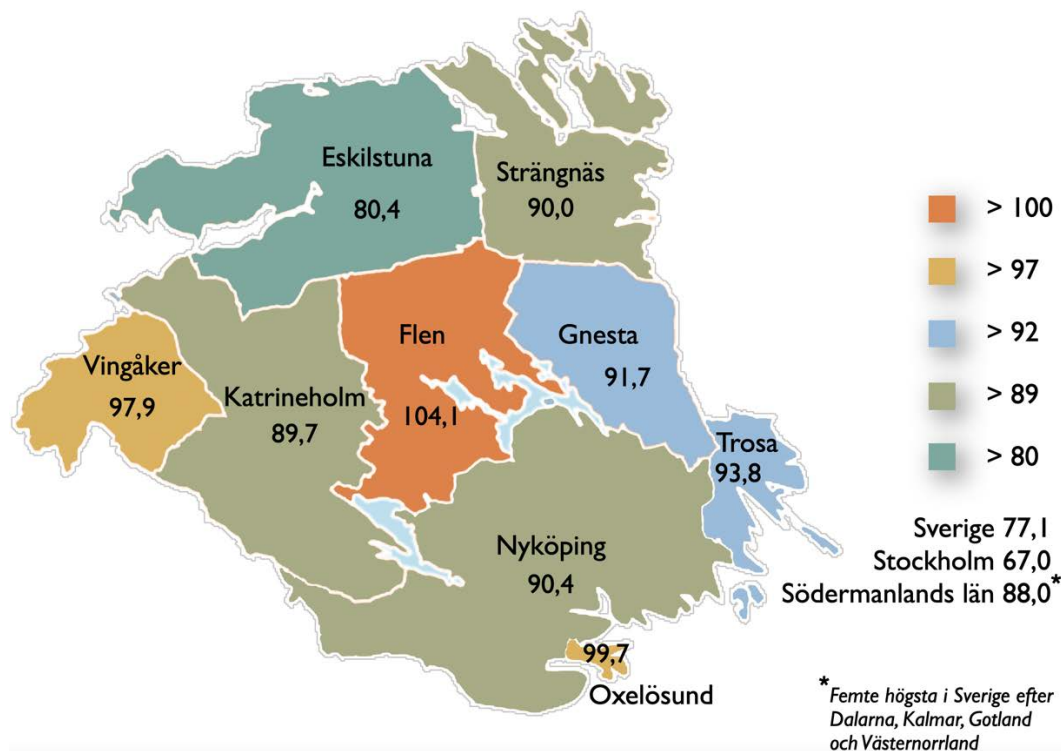 Eskilstuna
80,4
Strängnäs
90,0
> 100
> 97
> 92
> 89
> 80
Flen
104,1
Gnesta
91,7
Vingåker
97,9
Katrineholm
89,7
Trosa
93,8
Nyköping
90,4
99,7
Oxelösund
Sverige 77,1
Stockholm 67,0
Södermanlands län 88,0*
*Femte högsta i Sverige efter
Dalarna, Kalmar, Gotland
och Västernorrland